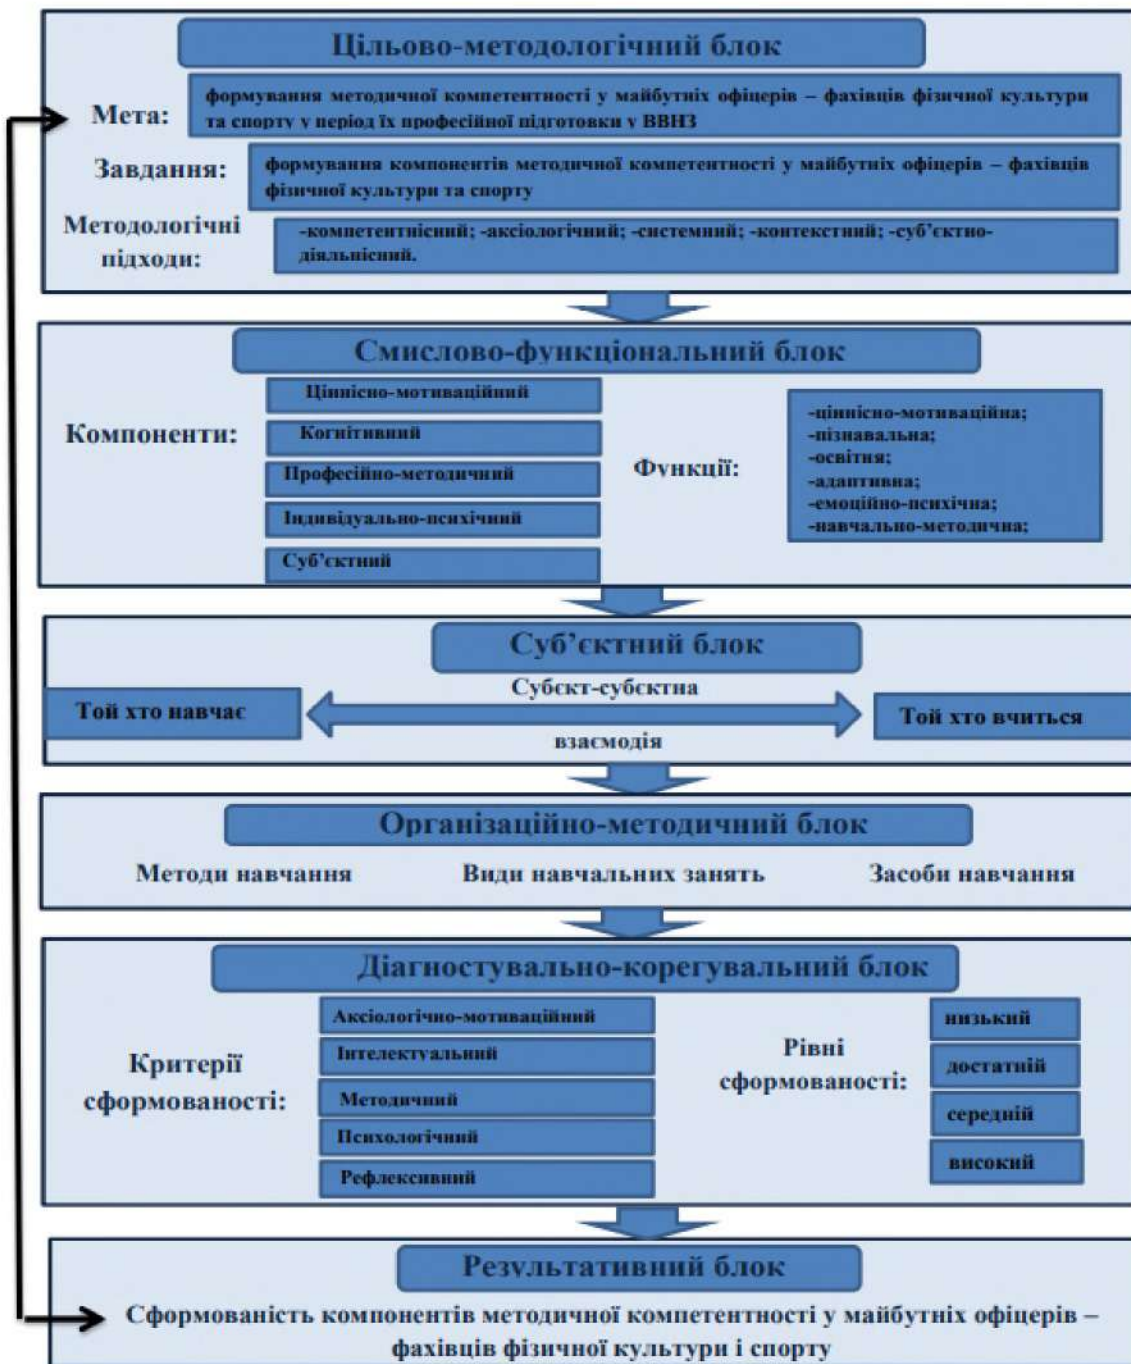 Цільово-методологічний блок
Мета:
формування методичної компетентності у майбутніх офіцерів – фахівців фізичної культури
та спорту у період їх професійної підготовки у ВВНЗ
Завдання:
формування компонентів методичної компетентності у майбутніх офіцерів – фахівців
фізичної культури та спорту
Методологічні
підходи:
-компетентнісний; -аксіологічний; -системний; -контекстний; -суб’єктно-
діяльнісний.
Смислово-функціональний блок
Компоненти:
Ціннісно-мотиваційний
Когнітивний
Професійно-методичний
Індивідуально-психічний
Суб’єктний
Функції:
-ціннісно-мотиваційна;
-пізнавальна;
-освітня;
-адаптивна;
-емоційно-психічна;
-навчально-методична;
Суб’єктний блок
Той хто навчає
Субєкт-субєктна
взаємодія
Той хто вчиться
Організаційно-методичний блок
Методи навчання
Види навчальних занять
Засоби навчання
Діагностувально-корегувальний блок
Критерії
сформованості:
Аксіологічно-мотиваційний
Інтелектуальний
Методичний
Психологічний
Рефлексивний
Рівні
сформованості:
низький
достатній
середній
високий
Результативний блок
Сформованість компонентів методичної компетентності у майбутніх офіцерів –
фахівців фізичної культури і спорту